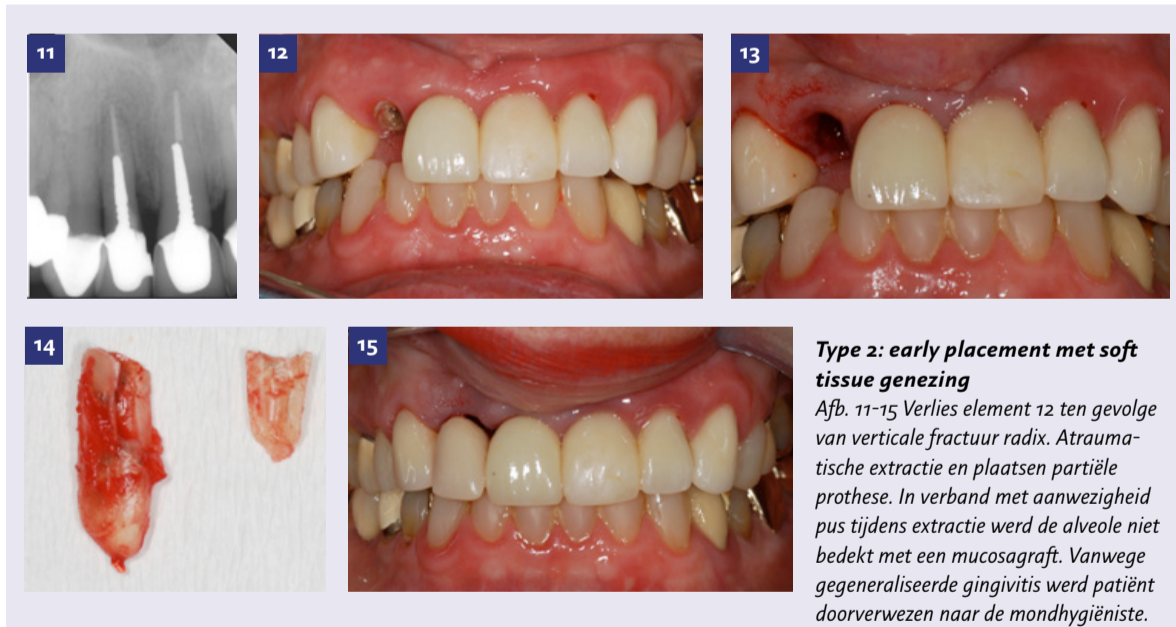 11
12
13
14
15
Type 2: early placement met soft
tissue genezing
Afb. 11-15 Verlies element 12 ten gevolge
van verticale fractuur radix. Atrauma-
tische extractie en plaatsen partiële
prothese. In verband met aanwezigheid
pus tijdens extractie werd de alveole niet
bedekt met een mucosagraft. Vanwege
gegeneraliseerde gingivitis werd patiënt
doorverwezen naar de mondhygiëniste.